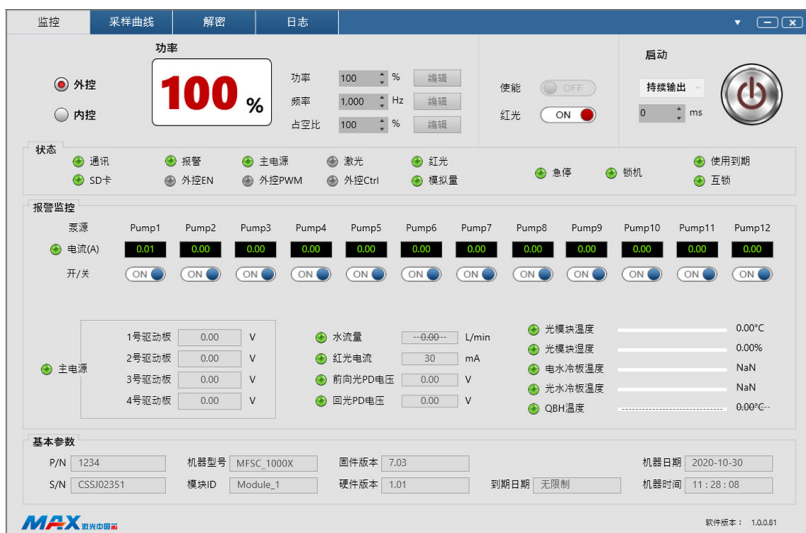 监控 采样曲线 解密 日志
功率 启动
外控 100 % 功率 100 % 编辑 使能 OFF 持续输出
内控 频率 1,000 Hz 编辑 红光 ON 0 ms
占空比 100 % 编辑
状态
通讯 报警 主电源 激光 红光 急停 锁机 使用到期
SD卡 外控EN 外控PWM 外控Ctrl 模拟量 互锁
报警监控
泵源 Pump1 Pump2 Pump3 Pump4 Pump5 Pump6 Pump7 Pump8 Pump9 Pump10 Pump11 Pump12
电流(A) 0.01 0.00 0.00 0.00 0.00 0.00 0.00 0.00 0.00 0.00 0.00 0.00
开/关 ON ON ON ON ON ON ON ON ON ON ON ON
主电源
1号驱动板 0.00 V
2号驱动板 0.00 V
3号驱动板 0.00 V
4号驱动板 0.00 V
水流量 --0.00-- L/min
红光电流 30 mA
前向光PD电压 0.00 V
回光PD电压 0.00 V
光模块温度 0.00°C
光模块湿度 0.00%
电水冷板温度 NaN
光水冷板温度 NaN
QBH温度 0.00°C--
基本参数
P/N 1234 机器型号 MFSC_1000X 固件版本 7.03 机器日期 2020-10-30
S/N CSSJ02351 模块ID Module_1 硬件版本 1.01 到期日期 无限制 机器时间 11:28:08
MAX 激光中国芯 软件版本： 1.0.0.81